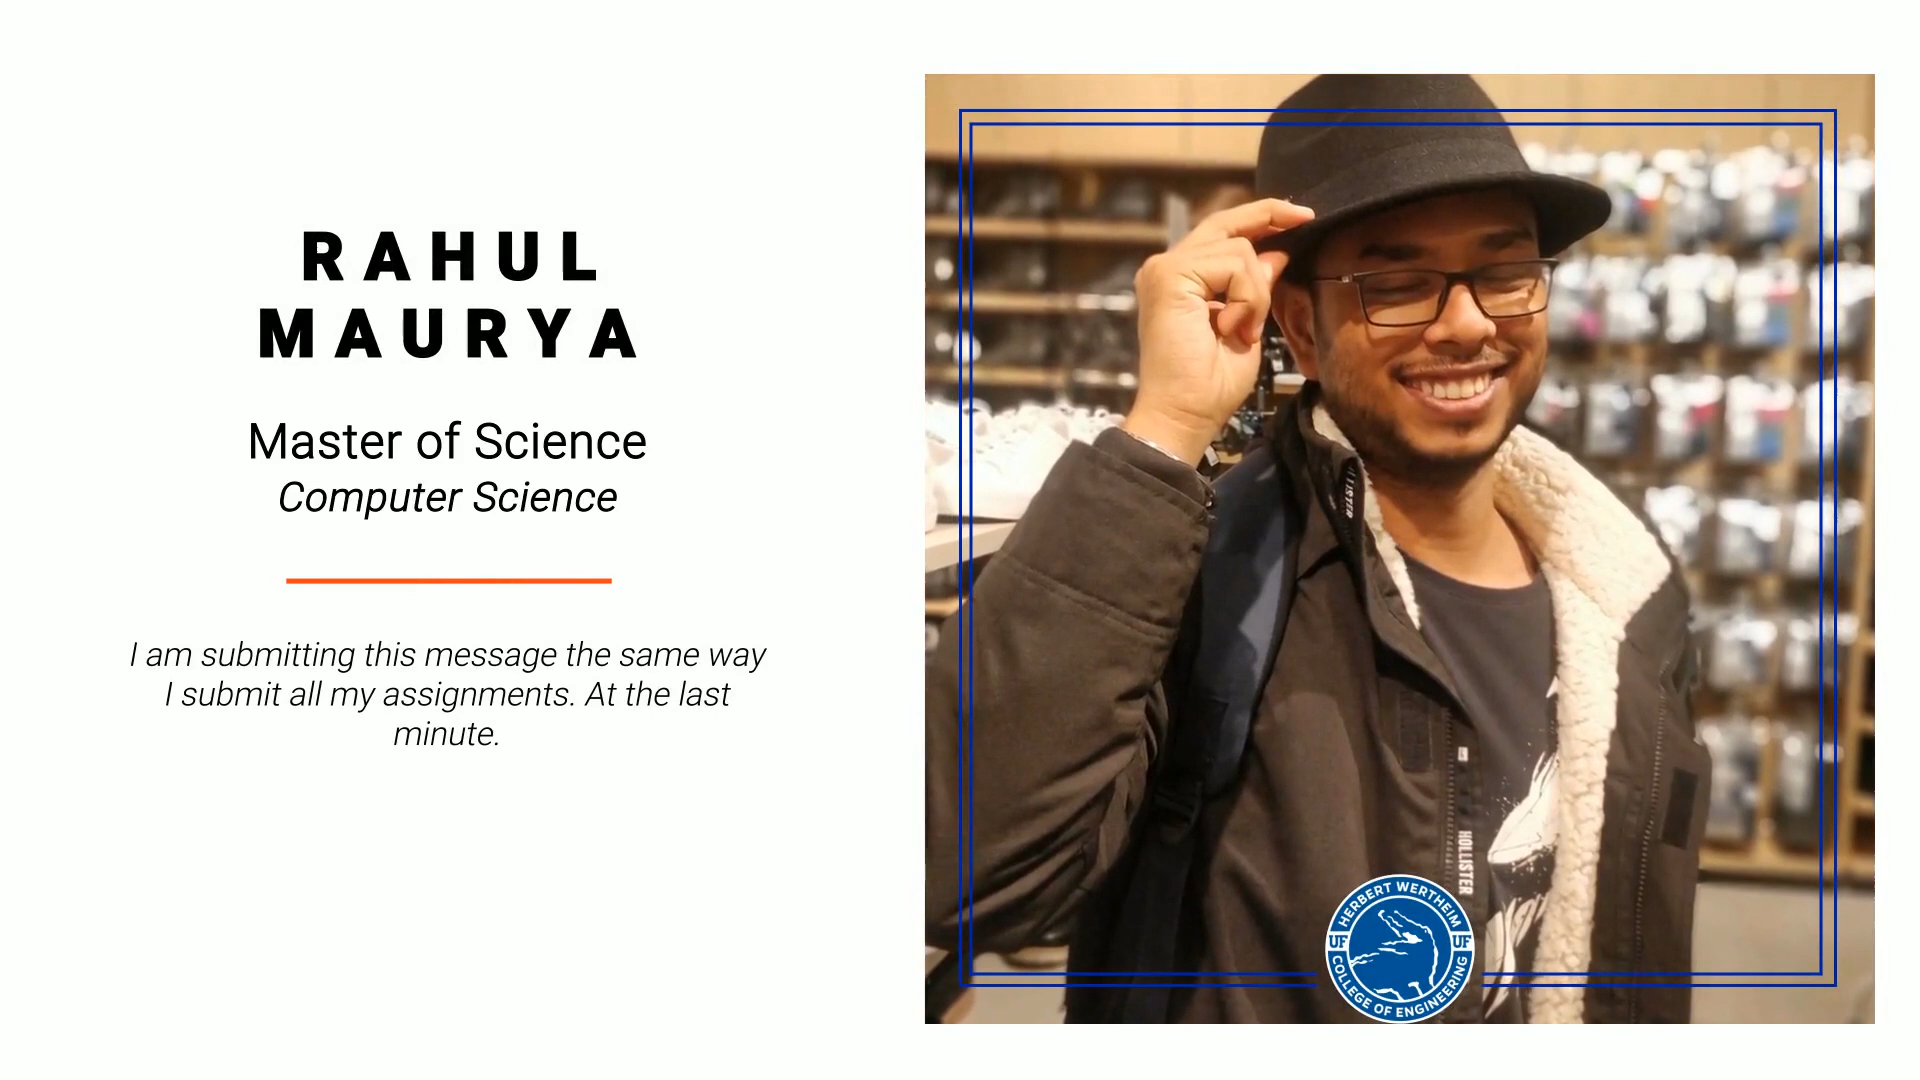 RAHUL
MAURYA
Master of Science
Computer Science
I am submitting this message the same way
I submit all my assignments. At the last
minute.
HOLLISTER
HERBERT WERTHEIM
UF UF
COLLEGE OF ENGINEERING